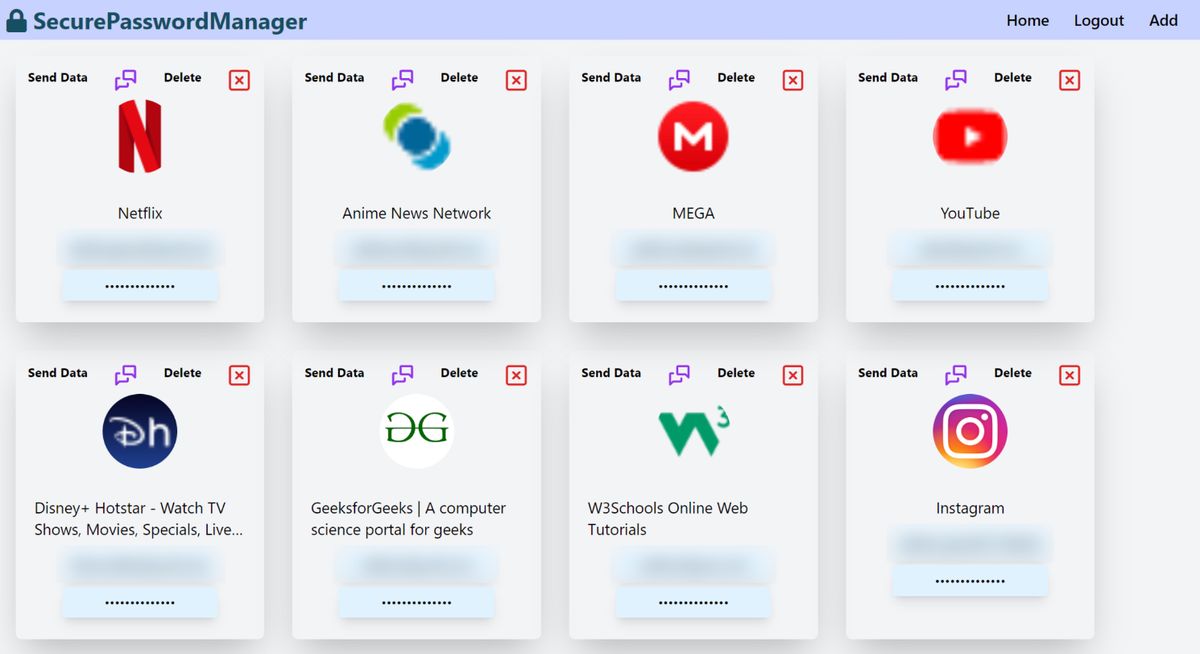 SecurePasswordManager
Home Logout Add
Send Data Delete
Send Data Delete
Send Data Delete
Send Data Delete
Netflix
••••••••••••••
Anime News Network
••••••••••••••
MEGA
••••••••••••••
YouTube
••••••••••••••
Send Data Delete
Send Data Delete
Send Data Delete
Send Data Delete
Disney+ Hotstar - Watch TV
Shows, Movies, Specials, Live...
••••••••••••••
GeeksforGeeks | A computer
science portal for geeks
••••••••••••••
W3Schools Online Web
Tutorials
••••••••••••••
Instagram
••••••••••••••